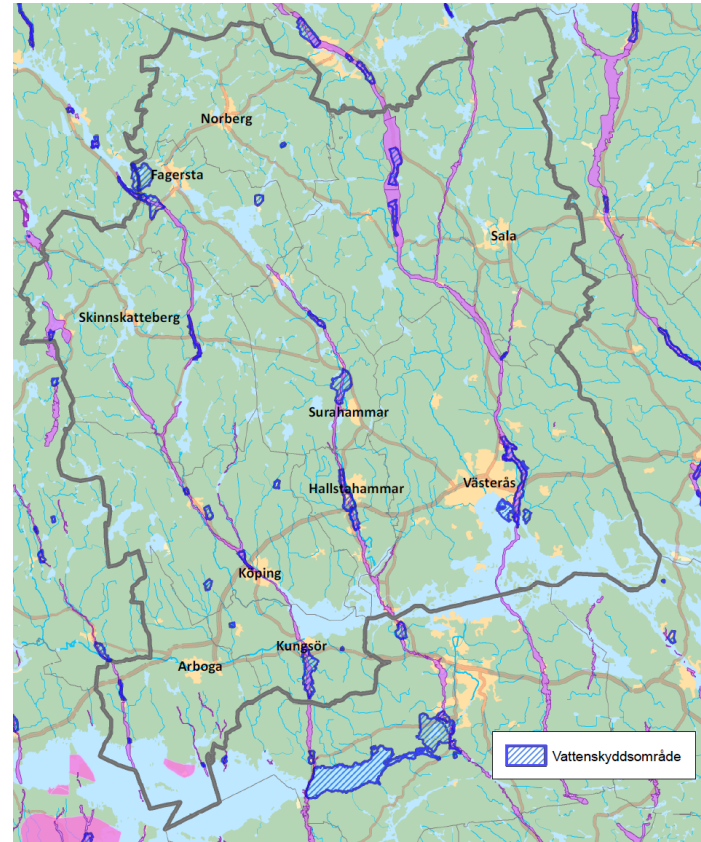 Norberg
Fagersta
Sala
Skinnskatteberg
Surahammar
Hallstahammar
Västerås
Köping
Kungsör
Arboga
Vattenskyddsområde